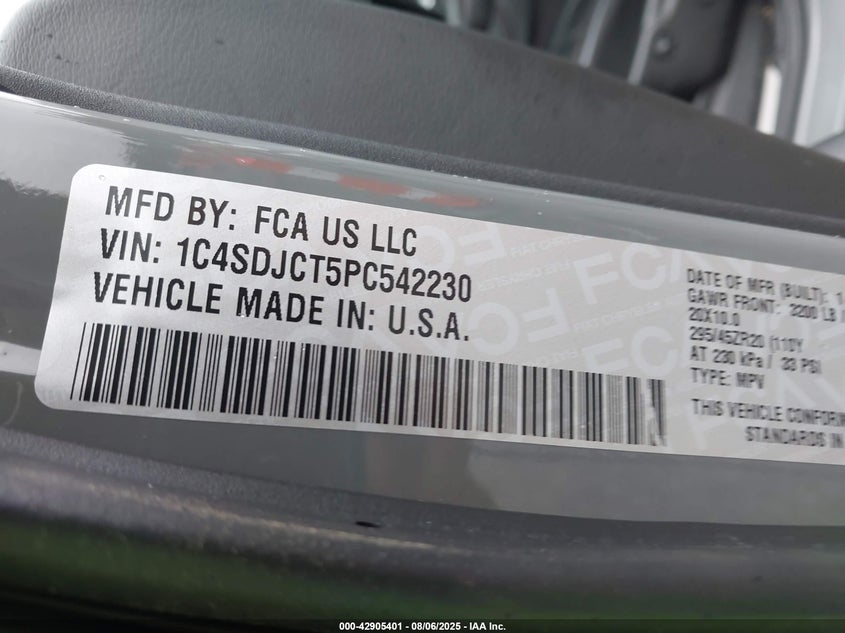 MFD BY: FCA US LLC
VIN: 1C4SDJCT5PC542230
VEHICLE MADE IN: U.S.A.
DATE OF MFR (BUILT): 1
GAWR FRONT: 3200 LB
20X10.0
295/45ZR20 (110Y
AT 230 kPa / 33 PSI
TYPE: MPV
THIS VEHICLE CONFORM
STANDARDS IN
000-42905401 - 08/06/2025 - IAA Inc.